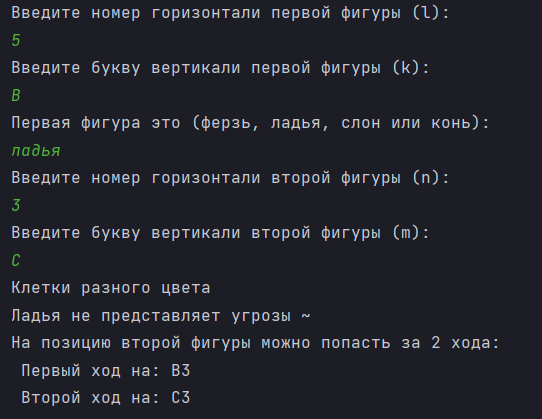 Введите номер горизонтали первой фигуры (l):
5
Введите букву вертикали первой фигуры (k):
B
Первая фигура это (ферзь, ладья, слон или конь):
ладья
Введите номер горизонтали второй фигуры (n):
3
Введите букву вертикали второй фигуры (m):
C
Клетки разного цвета
Ладья не представляет угрозы ~
На позицию второй фигуры можно попасть за 2 хода:
Первый ход на: B3
Второй ход на: C3